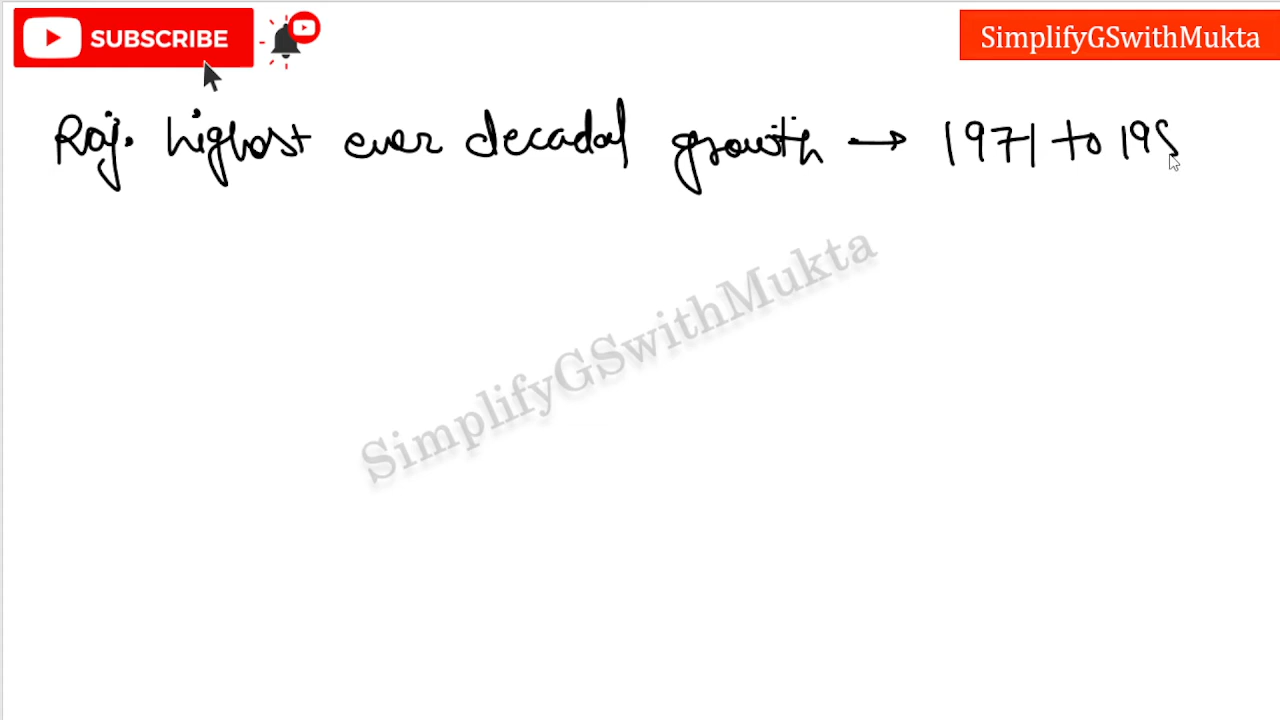 SUBSCRIBE
SimplifyGSwithMukta
Raj. highest ever decadal growth → 1971 to 19
SimplifyGSwithMukta